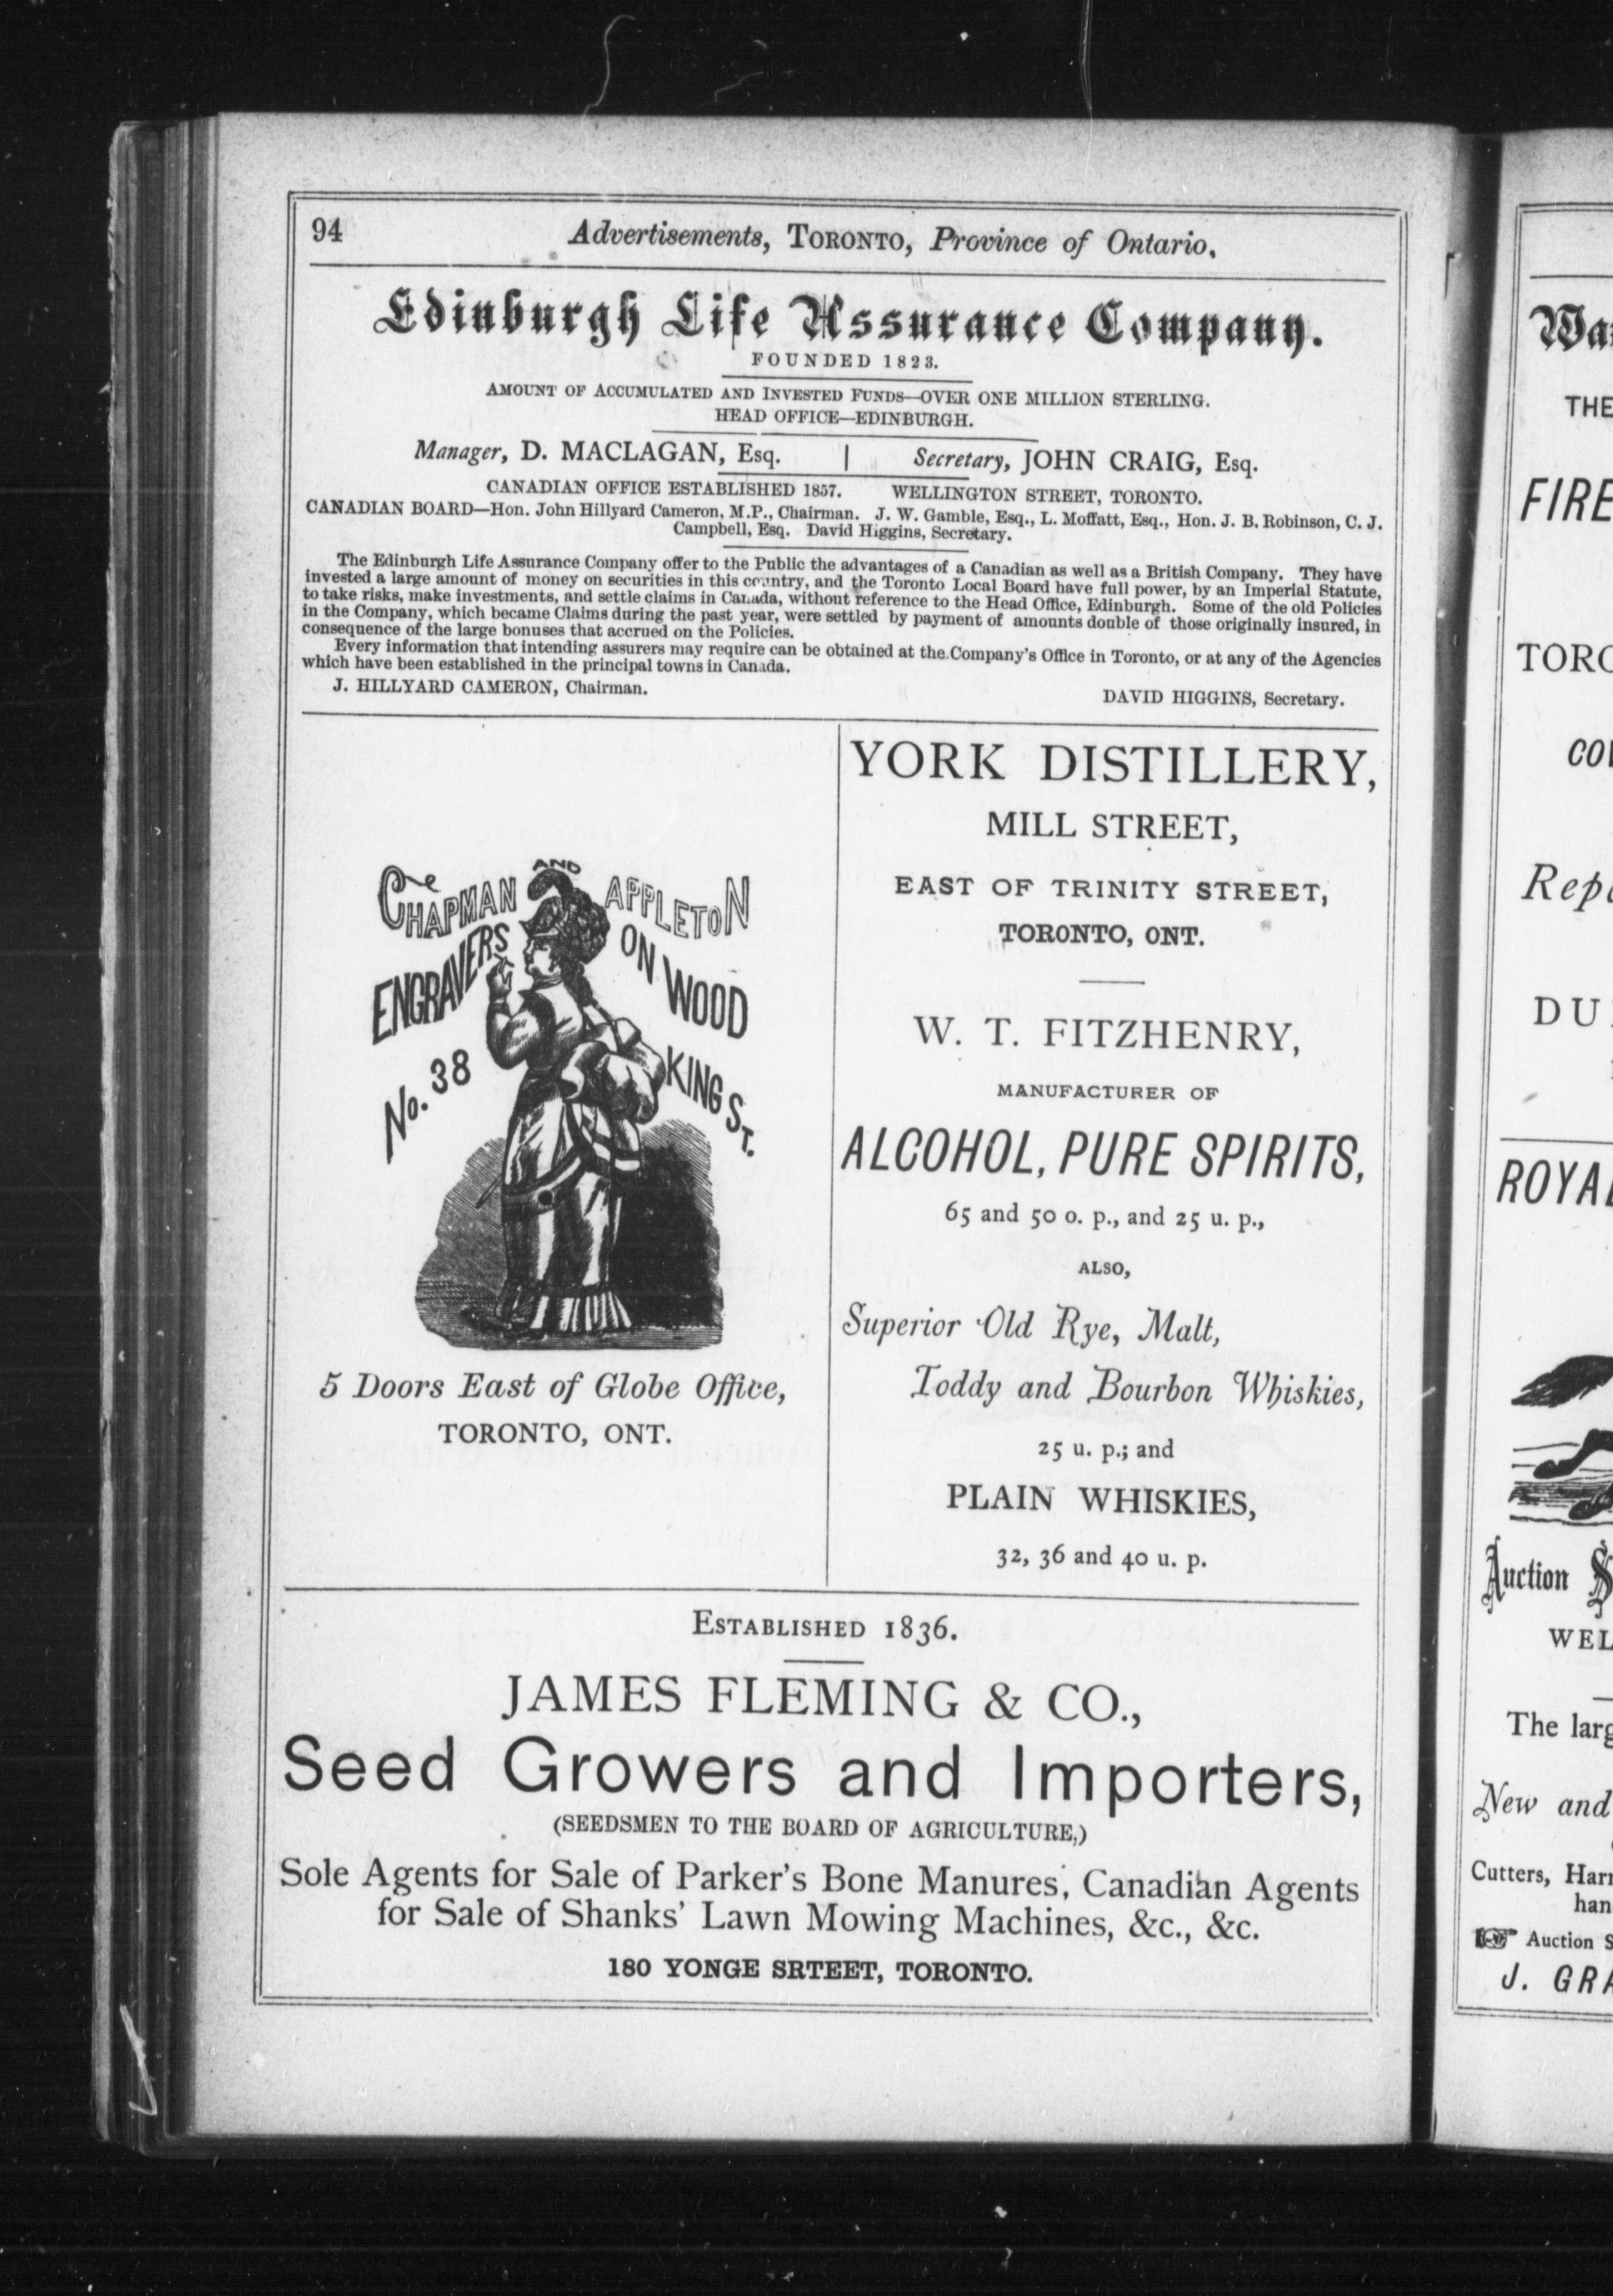 94
Advertisements, TORONTO, Province of Ontario.
Edinburgh Life Assurance Company.
FOUNDED 1823.
AMOUNT OF ACCUMULATED AND INVESTED FUNDS—OVER ONE MILLION STERLING.
HEAD OFFICE—EDINBURGH.
Manager, D. MACLAGAN, Esq. | Secretary, JOHN CRAIG, Esq.
CANADIAN OFFICE ESTABLISHED 1857. WELLINGTON STREET, TORONTO.
CANADIAN BOARD—Hon. John Hillyard Cameron, M.P., Chairman. J. W. Gamble, Esq., L. Moffatt, Esq., Hon. J. B. Robinson, C. J.
Campbell, Esq. David Higgins, Secretary.
The Edinburgh Life Assurance Company offer to the Public the advantages of a Canadian as well as a British Company. They have
invested a large amount of money on securities in this country, and the Toronto Local Board have full power, by an Imperial Statute,
to take risks, make investments, and settle claims in Canada, without reference to the Head Office, Edinburgh. Some of the old Policies
in the Company, which became Claims during the past year, were settled by payment of amounts double of those originally insured, in
consequence of the large bonuses that accrued on the Policies.
Every information that intending assurers may require can be obtained at the Company's Office in Toronto, or at any of the Agencies
which have been established in the principal towns in Canada.
J. HILLYARD CAMERON, Chairman.
DAVID HIGGINS, Secretary.
CHAPMAN AND APPLETON
ENGRAVERS ON WOOD
No. 38 KING ST.
5 Doors East of Globe Office,
TORONTO, ONT.
YORK DISTILLERY,
MILL STREET,
EAST OF TRINITY STREET,
TORONTO, ONT.
W. T. FITZHENRY,
MANUFACTURER OF
ALCOHOL, PURE SPIRITS,
65 and 50 o. p., and 25 u. p.,
ALSO,
Superior Old Rye, Malt,
Toddy and Bourbon Whiskies,
25 u. p.; and
PLAIN WHISKIES,
32, 36 and 40 u. p.
ESTABLISHED 1836.
JAMES FLEMING & CO.,
Seed Growers and Importers,
(SEEDSMEN TO THE BOARD OF AGRICULTURE,)
Sole Agents for Sale of Parker's Bone Manures, Canadian Agents
for Sale of Shanks' Lawn Mowing Machines, &c., &c.
180 YONGE SRTEET, TORONTO.
THE
FIRE
Auction
The
New and
Cutters,
Auction
J.